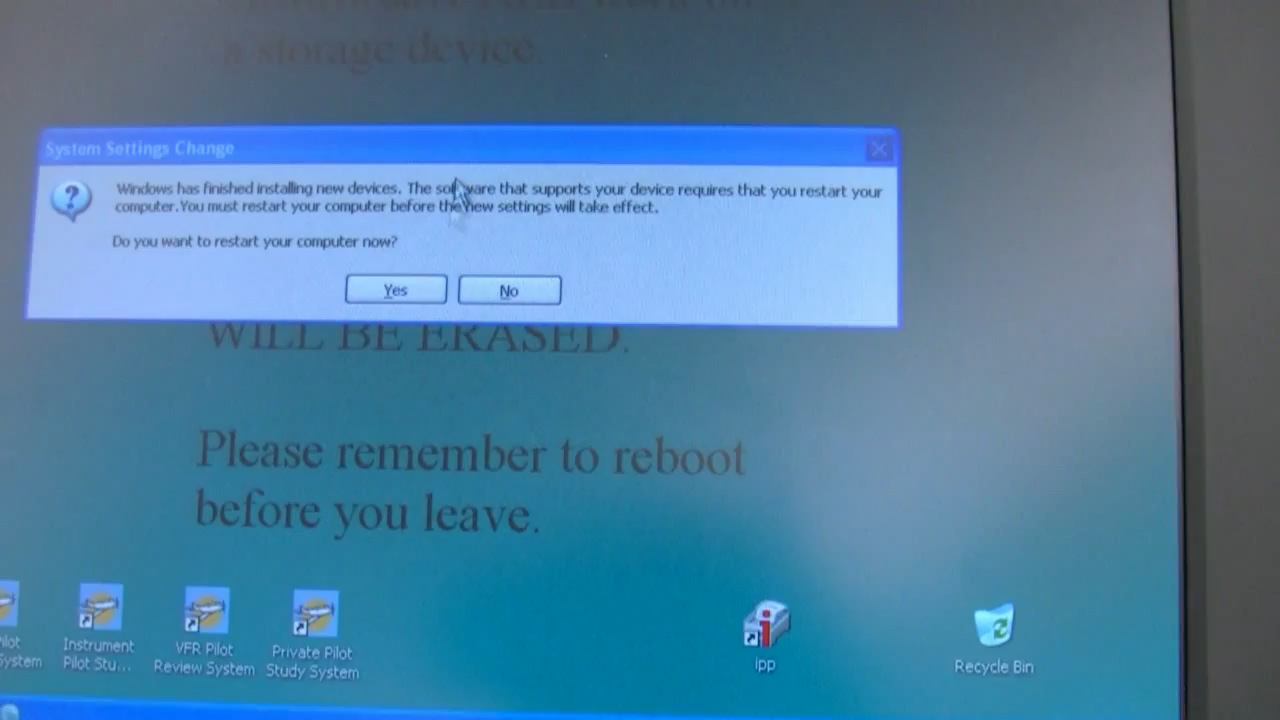 a storage device.
System Settings Change
Windows has finished installing new devices. The software that supports your device requires that you restart your
computer.You must restart your computer before the new settings will take effect.
Do you want to restart your computer now?
Yes
No
WILL BE ERASED.
Please remember to reboot
before you leave.
System
Instrument
Pilot Stu...
VFR Pilot
Review System
Private Pilot
Study System
ipp
Recycle Bin